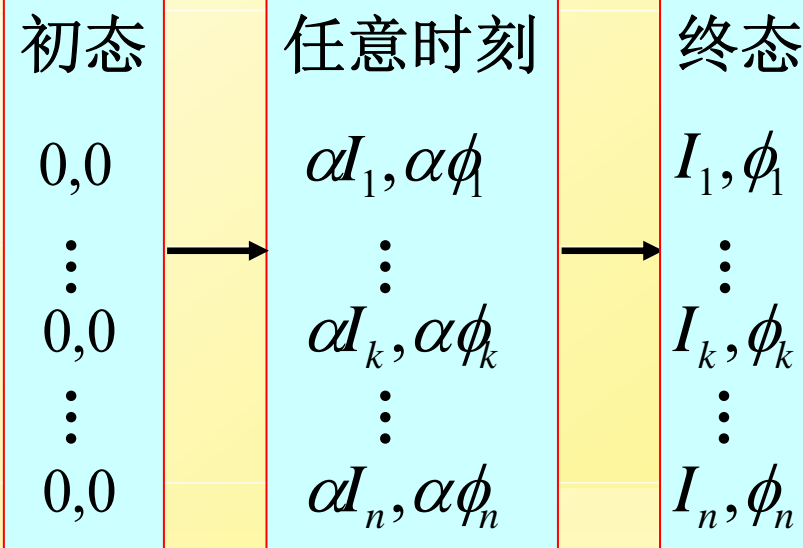 初态 任意时刻 终态
0,0 αI₁,αϕ₁ I₁,ϕ₁
⋮ ⋮ ⋮
0,0 αIₖ,αϕₖ Iₖ,ϕₖ
⋮ ⋮ ⋮
0,0 αIₙ,αϕₙ Iₙ,ϕₙ